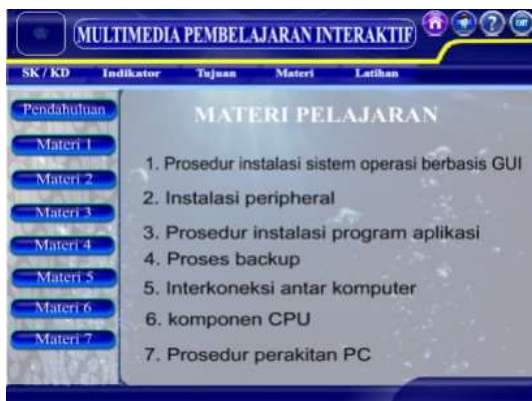 MULTIMEDIA PEMBELAJARAN INTERAKTIF
SK / KD Indikator Tujuan Materi Latihan
Pendahuluan
Materi 1
Materi 2
Materi 3
Materi 4
Materi 5
Materi 6
Materi 7
MATERI PELAJARAN
1. Prosedur instalasi sistem operasi berbasis GUI
2. Instalasi peripheral
3. Prosedur instalasi program aplikasi
4. Proses backup
5. Interkoneksi antar komputer
6. komponen CPU
7. Prosedur perakitan PC